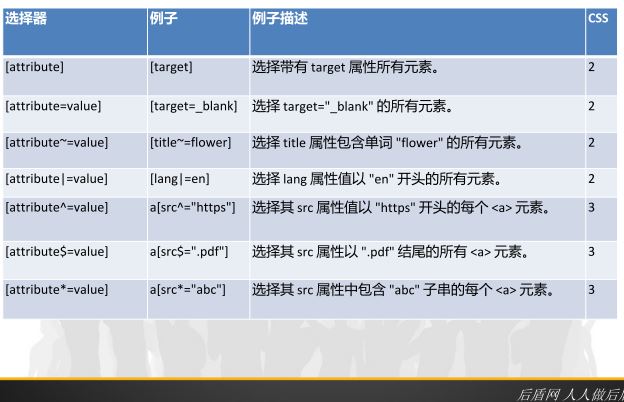 选择器 例子 例子描述 CSS
[attribute] [target] 选择带有 target 属性所有元素。 2
[attribute=value] [target=_blank] 选择 target="_blank" 的所有元素。 2
[attribute~=value] [title~=flower] 选择 title 属性包含单词 "flower" 的所有元素。 2
[attribute|=value] [lang|=en] 选择 lang 属性值以 "en" 开头的所有元素。 2
[attribute^=value] a[src^="https"] 选择其 src 属性值以 "https" 开头的每个 <a> 元素。 3
[attribute$=value] a[src$=".pdf"] 选择其 src 属性以 ".pdf" 结尾的所有 <a> 元素。 3
[attribute*=value] a[src*="abc"] 选择其 src 属性中包含 "abc" 子串的每个 <a> 元素。 3
后盾网 人人做后